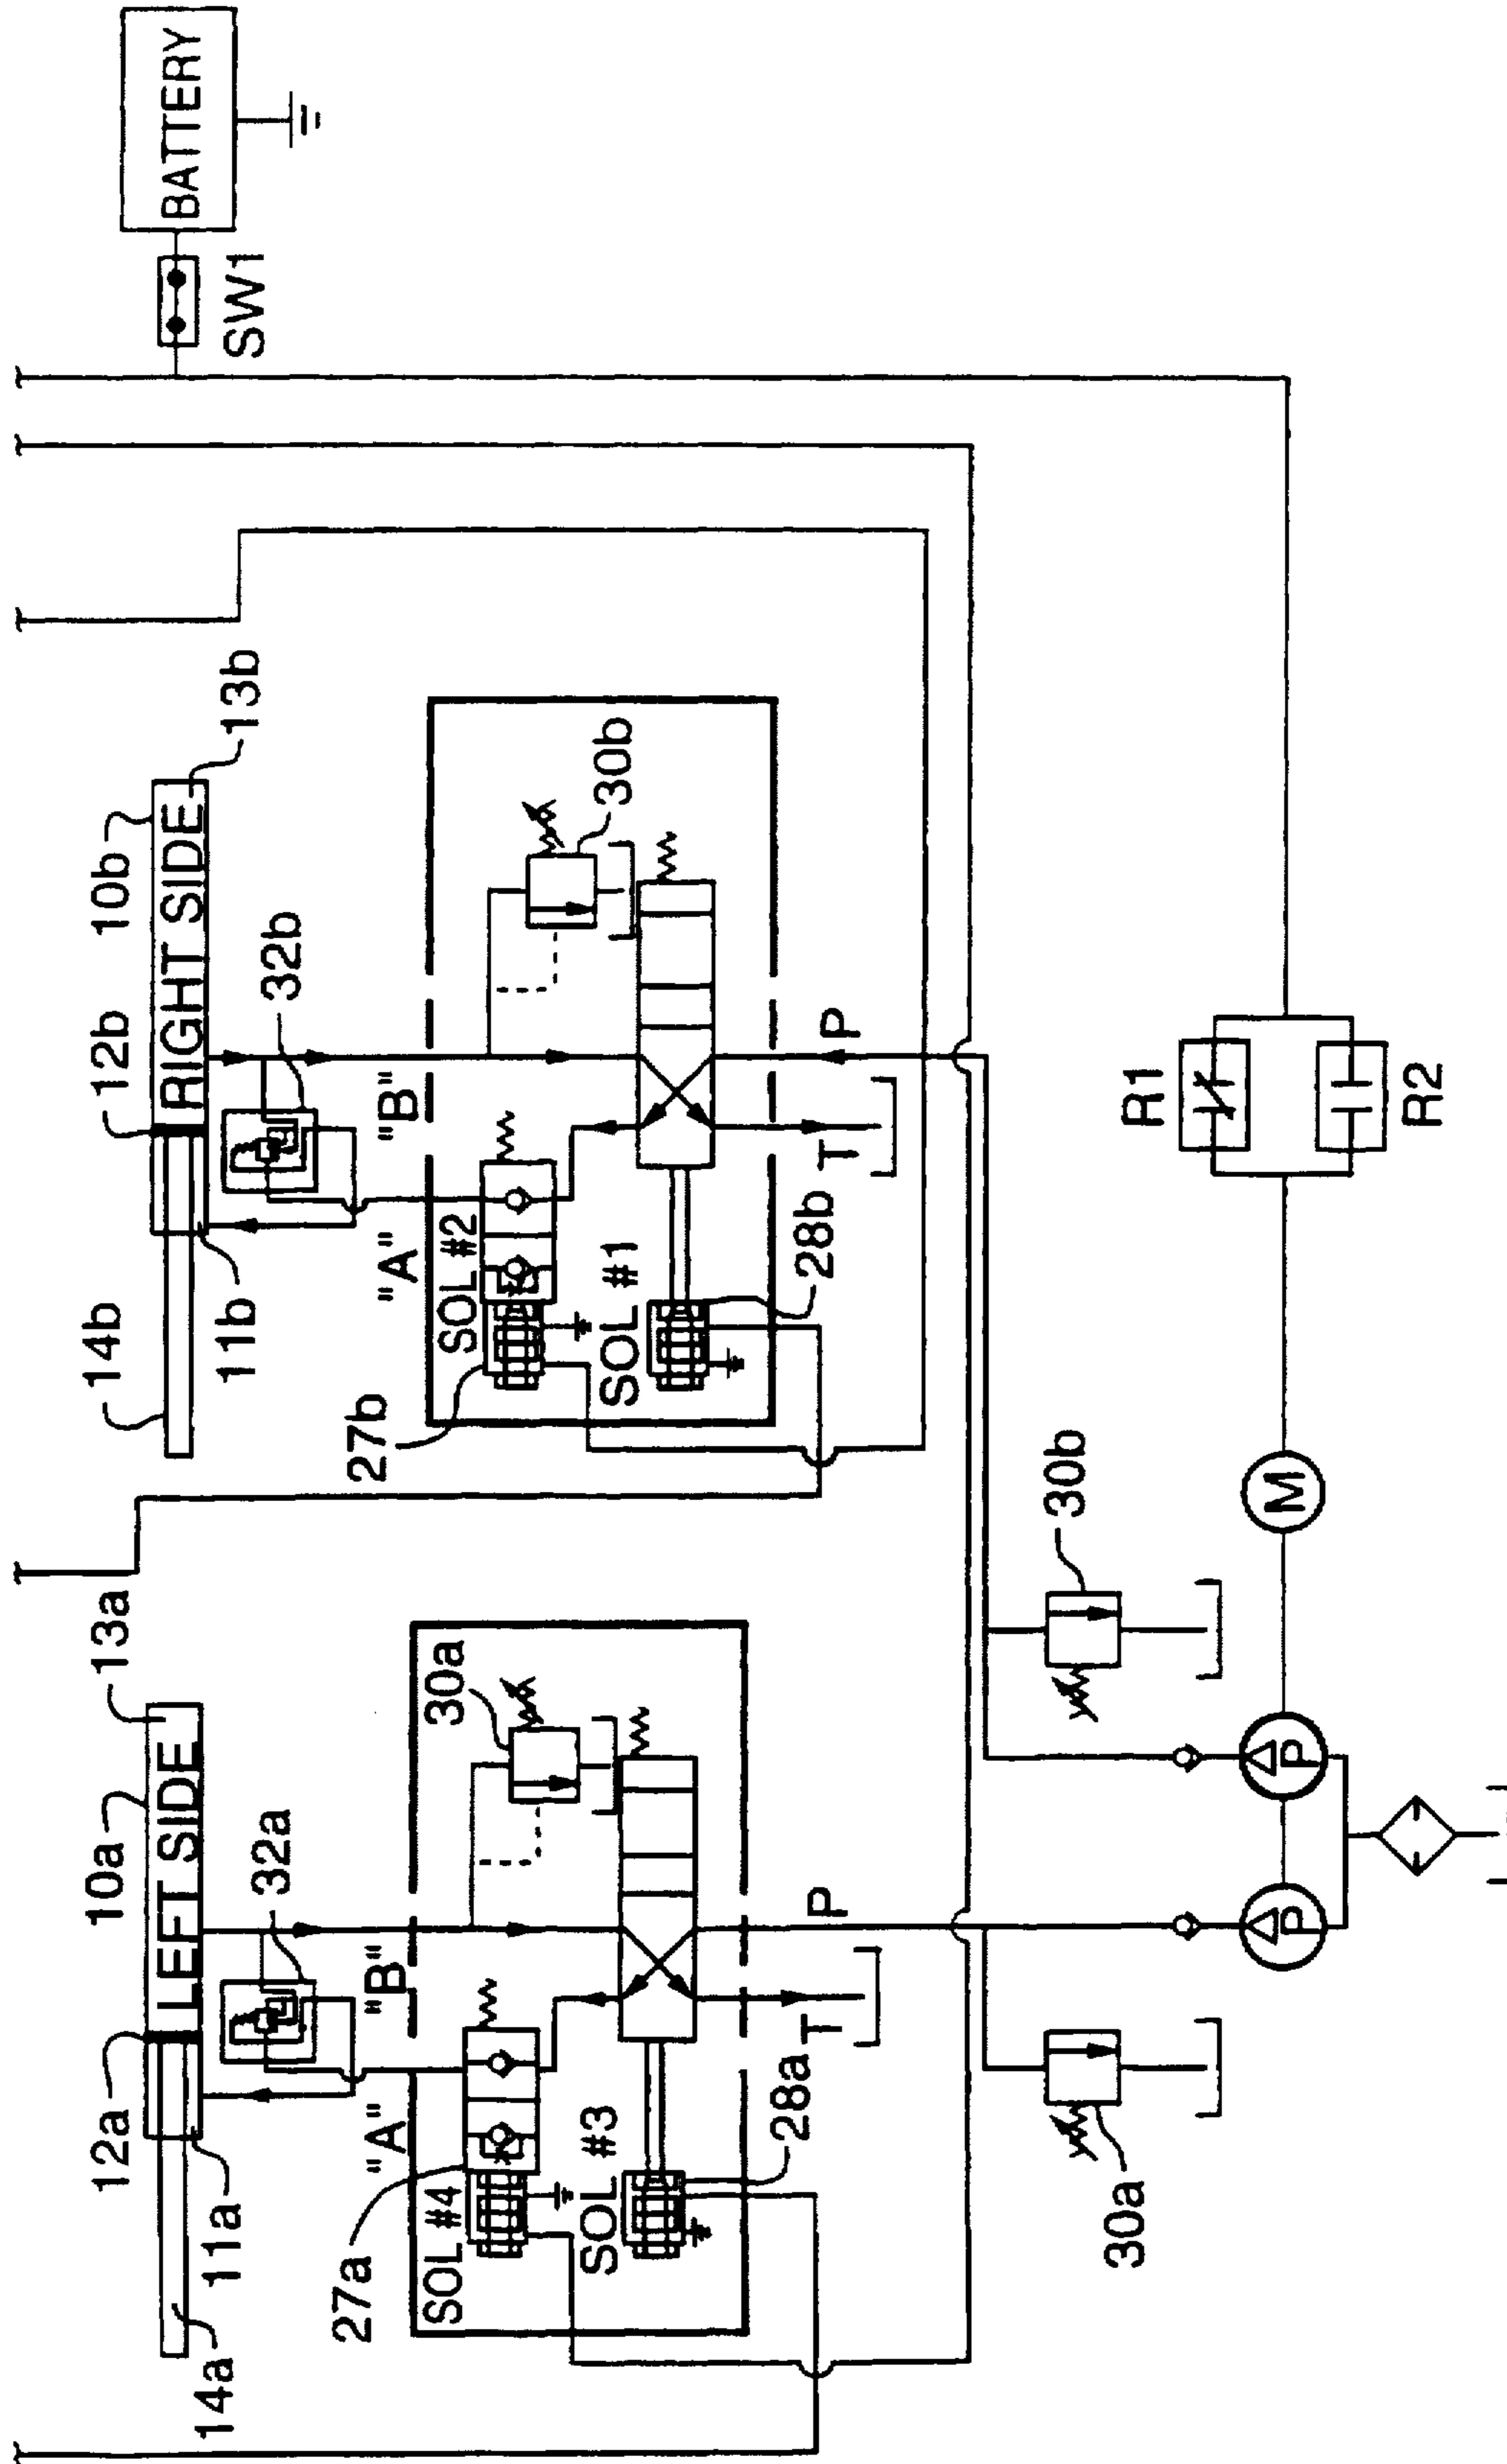 BATTERY
SW1
10b
12b
RIGHT SIDE
13b
14b
11b
32b
"B"
"A"
SOL #2
27b
30b
SOL #1
28b
P
T
10a
12a
LEFT SIDE
13a
14a
11a
32a
"B"
"A"
SOL #4
27a
30a
SOL #3
28a
P
T
30b
30a
R1
R2
M
P
P